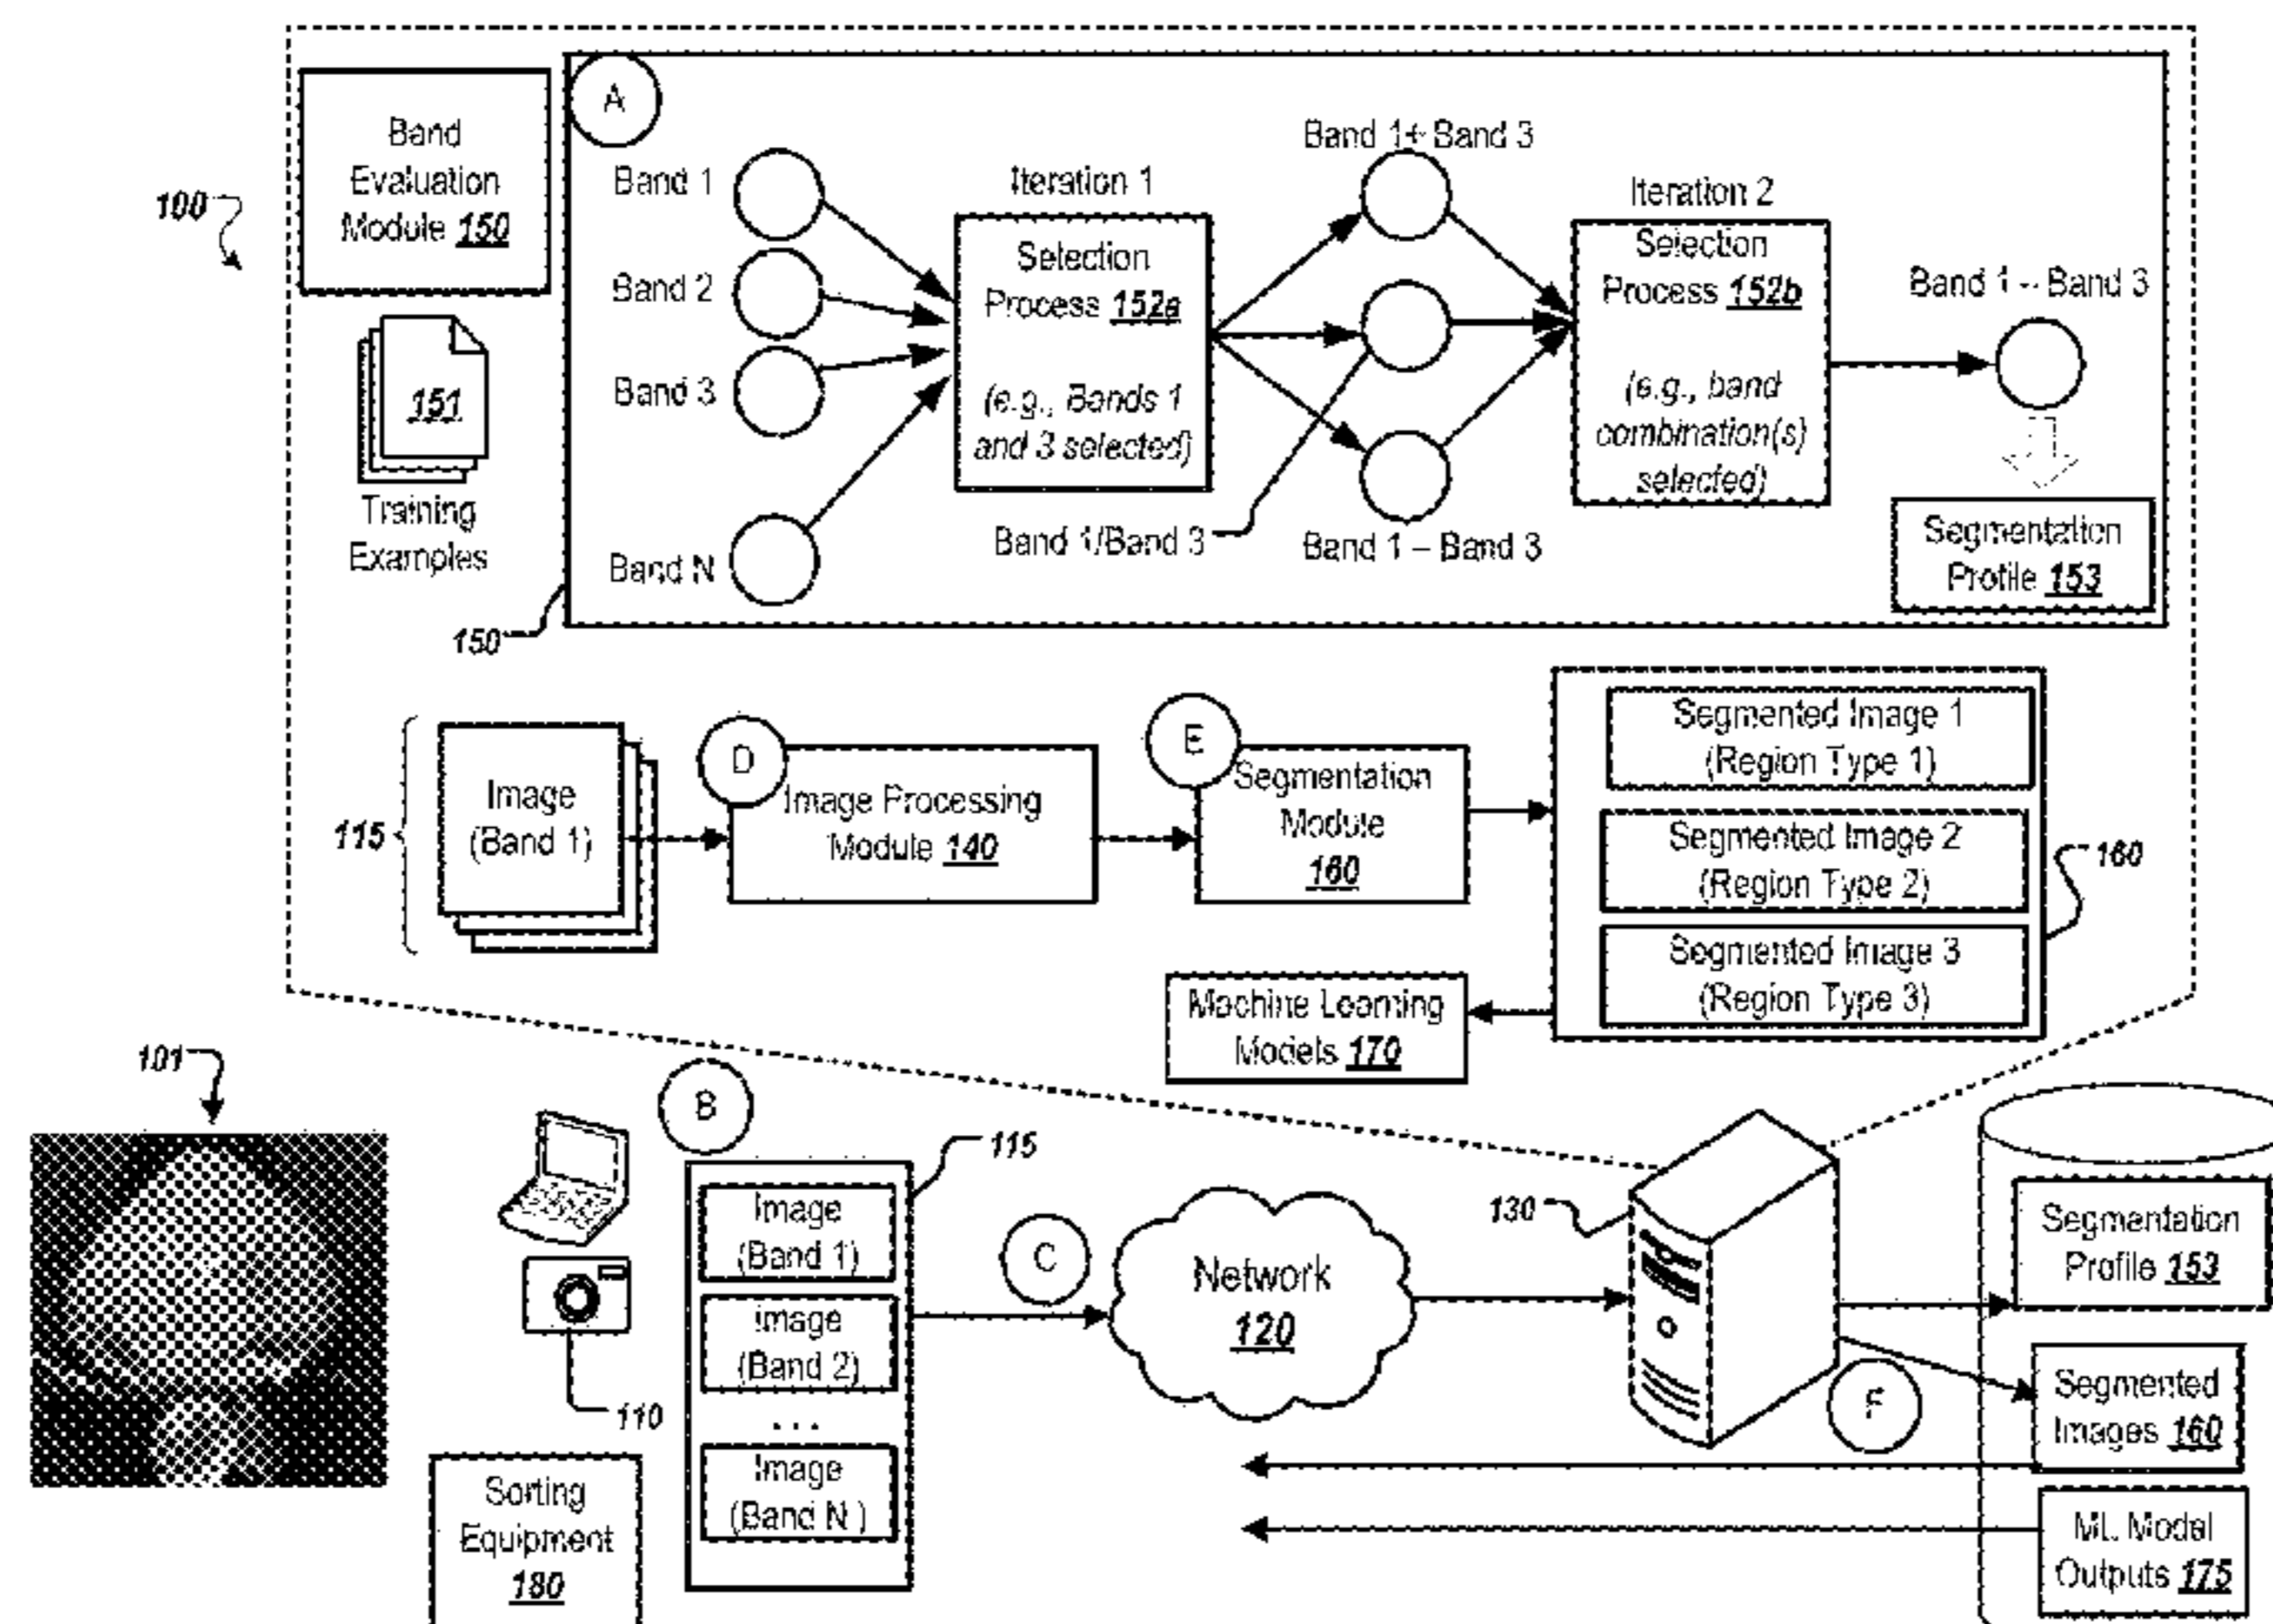 100
Band
Evaluation
Module 150
151
Training
Examples
150
A
Band 1
Band 2
Band 3
Band N
Iteration 1
Selection
Process 152a
(e.g., Bands 1
and 3 selected)
Band 1+ Band 3
Band 1/Band 3
Band 1 – Band 3
Iteration 2
Selection
Process 152b
(e.g., band
combination(s)
selected)
Band 1 – Band 3
Segmentation
Profile 153
115
Image
(Band 1)
D
Image Processing
Module 140
E
Segmentation
Module
160
Segmented Image 1
(Region Type 1)
Segmented Image 2
(Region Type 2)
Segmented Image 3
(Region Type 3)
160
Machine Learning
Models 170
101
B
110
Sorting
Equipment
180
115
Image
(Band 1)
Image
(Band 2)
...
Image
(Band N )
C
Network
120
130
F
Segmentation
Profile 153
Segmented
Images 160
ML Model
Outputs 175